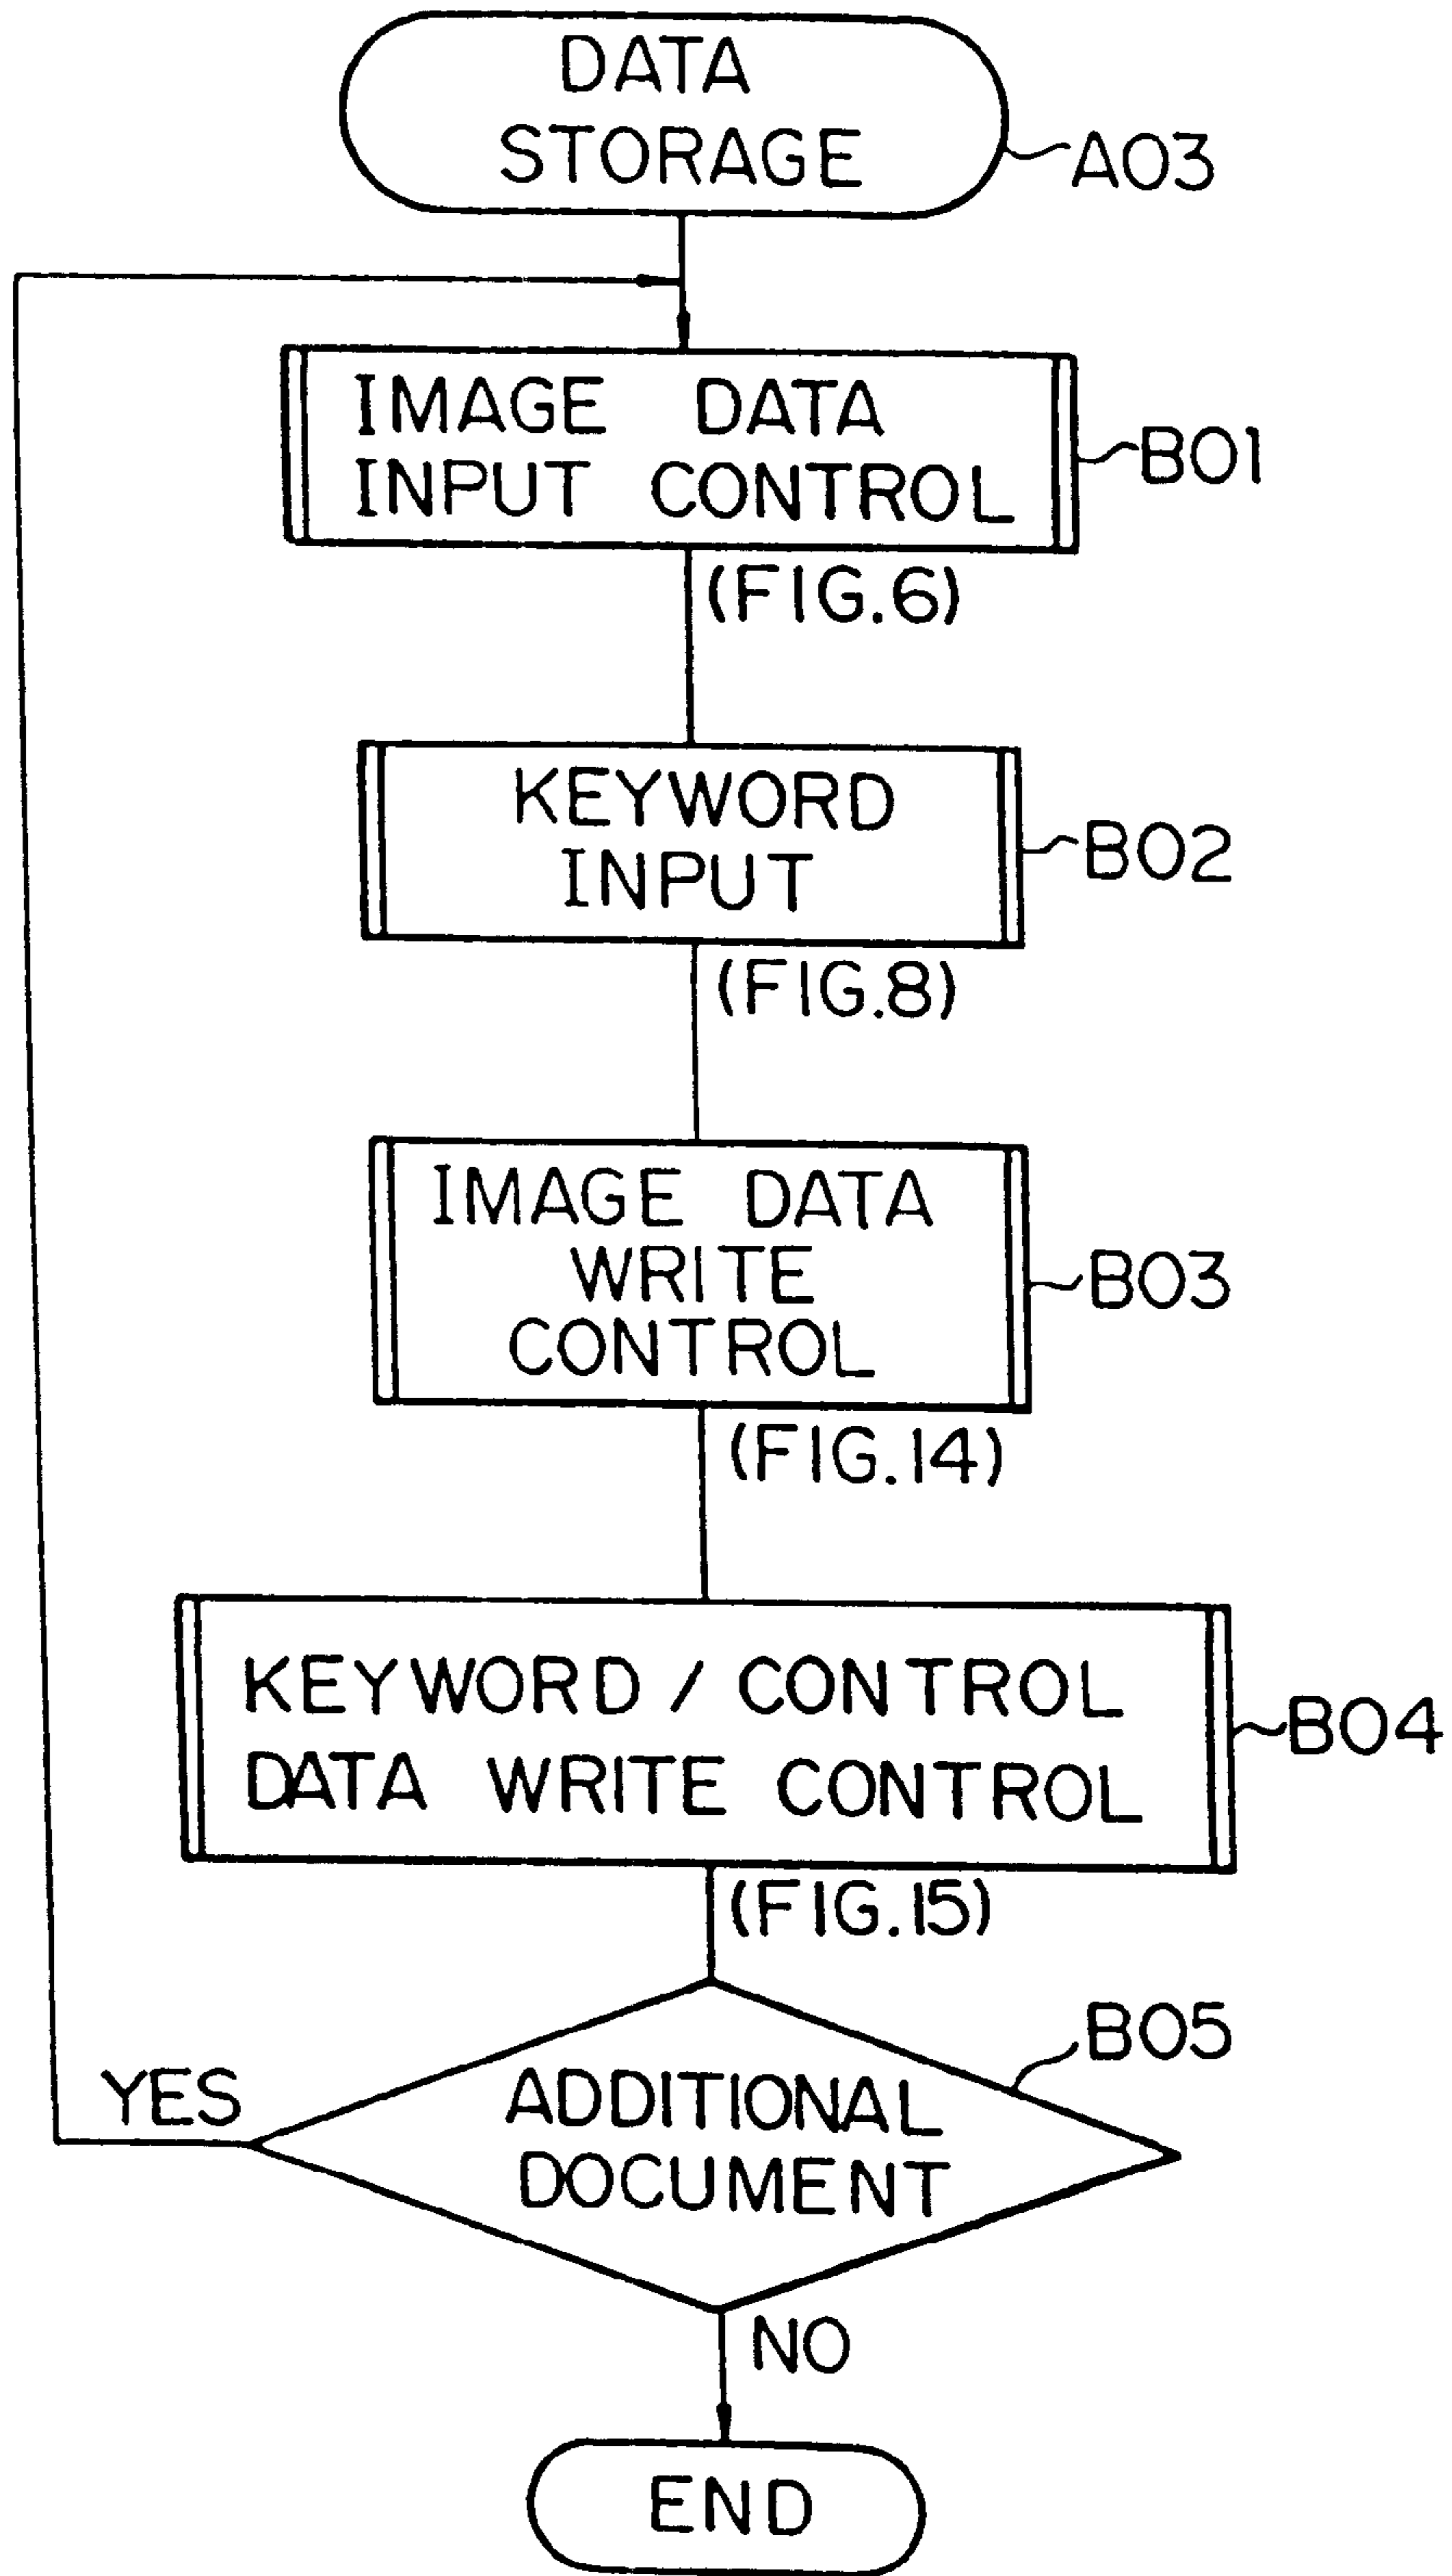 DATA
STORAGE
A03
IMAGE DATA
INPUT CONTROL
B01
(FIG.6)
KEYWORD
INPUT
B02
(FIG.8)
IMAGE DATA
WRITE
CONTROL
B03
(FIG.14)
KEYWORD / CONTROL
DATA WRITE CONTROL
B04
(FIG.15)
B05
YES
ADDITIONAL
DOCUMENT
NO
END